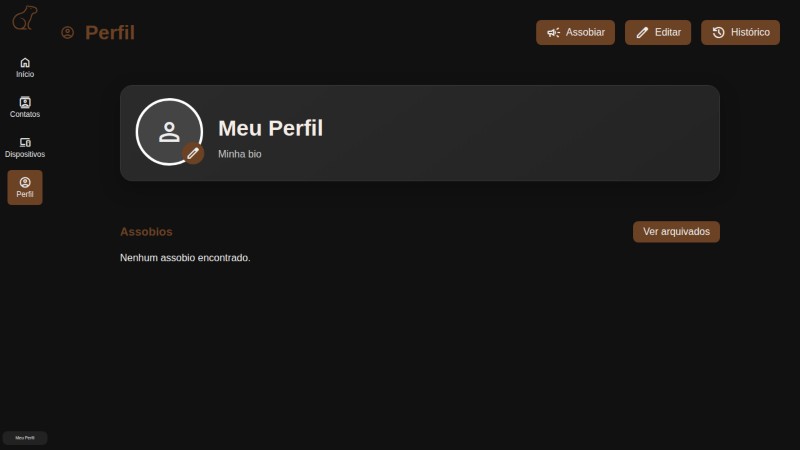 Perfil
Assobiar
Editar
Histórico
Início
Contatos
Dispositivos
Perfil
Meu Perfil
Minha bio
Assobios
Ver arquivados
Nenhum assobio encontrado.
Meu Perfil